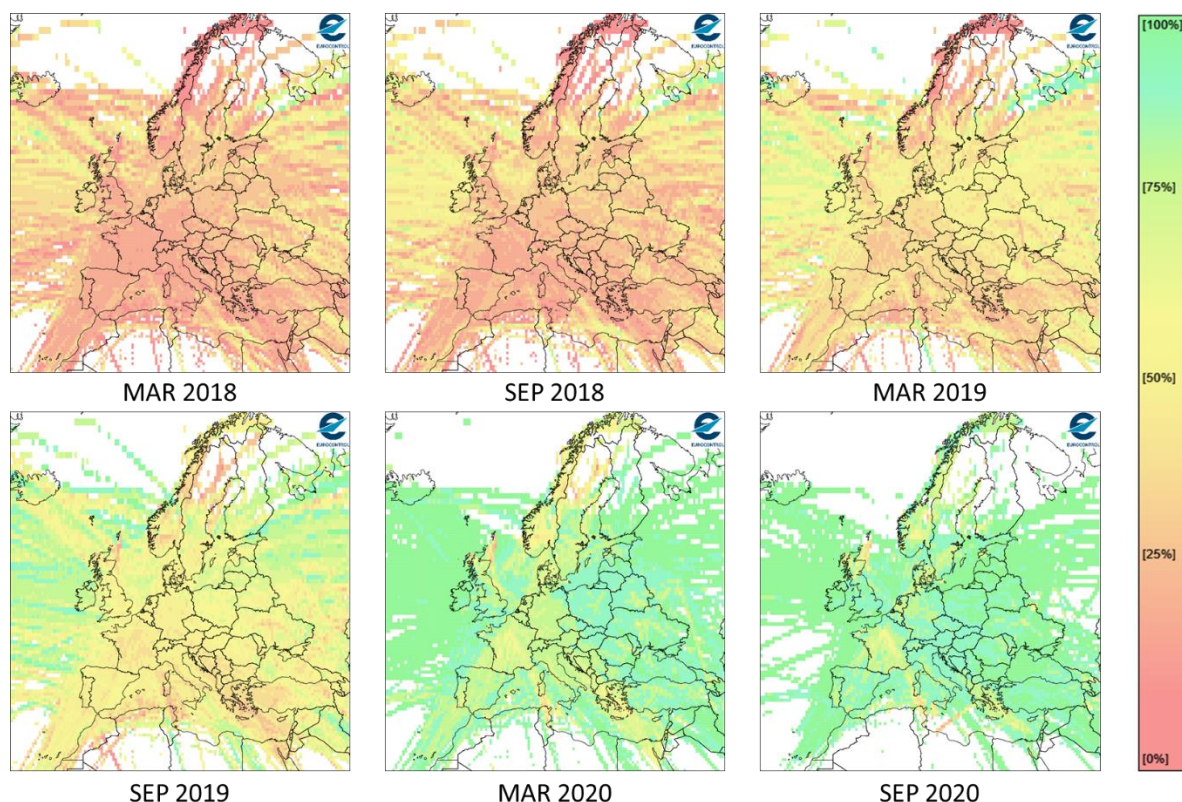 EUROCONTROL
EUROCONTROL
EUROCONTROL
[100%]
[75%]
[50%]
[25%]
[0%]
MAR 2018
SEP 2018
MAR 2019
EUROCONTROL
EUROCONTROL
EUROCONTROL
SEP 2019
MAR 2020
SEP 2020